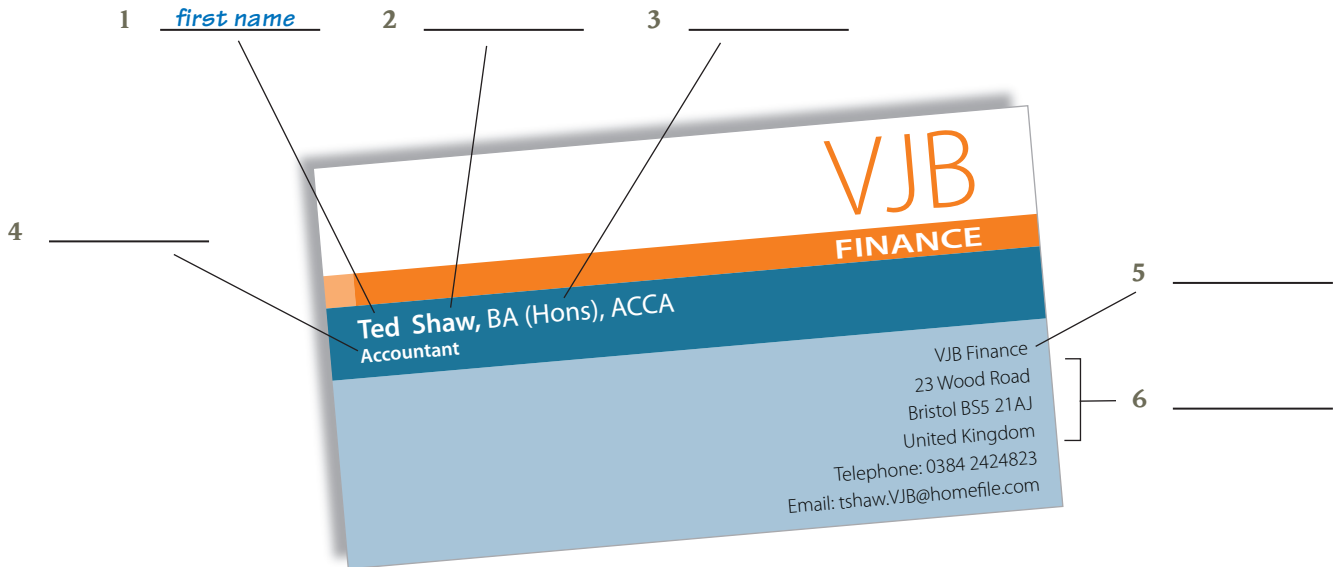 1 first name 2 3
VJB
FINANCE
4
5
Ted Shaw, BA (Hons), ACCA
Accountant
VJB Finance
23 Wood Road
6
Bristol BS5 21AJ
United Kingdom
Telephone: 0384 2424823
Email: tshaw.VJB@homefile.com